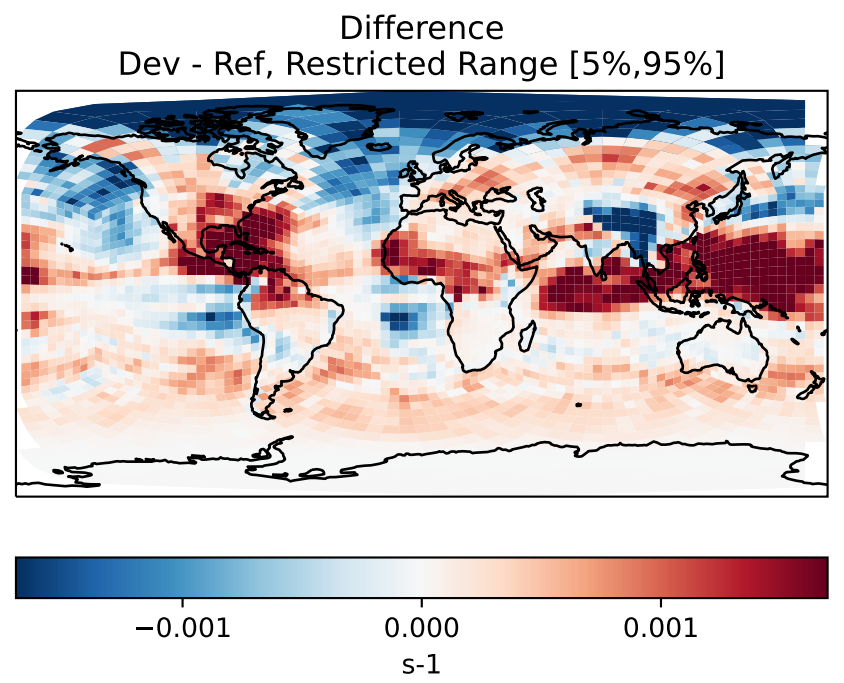 Difference
Dev - Ref, Restricted Range [5%,95%]
−0.001 0.000 0.001
s-1